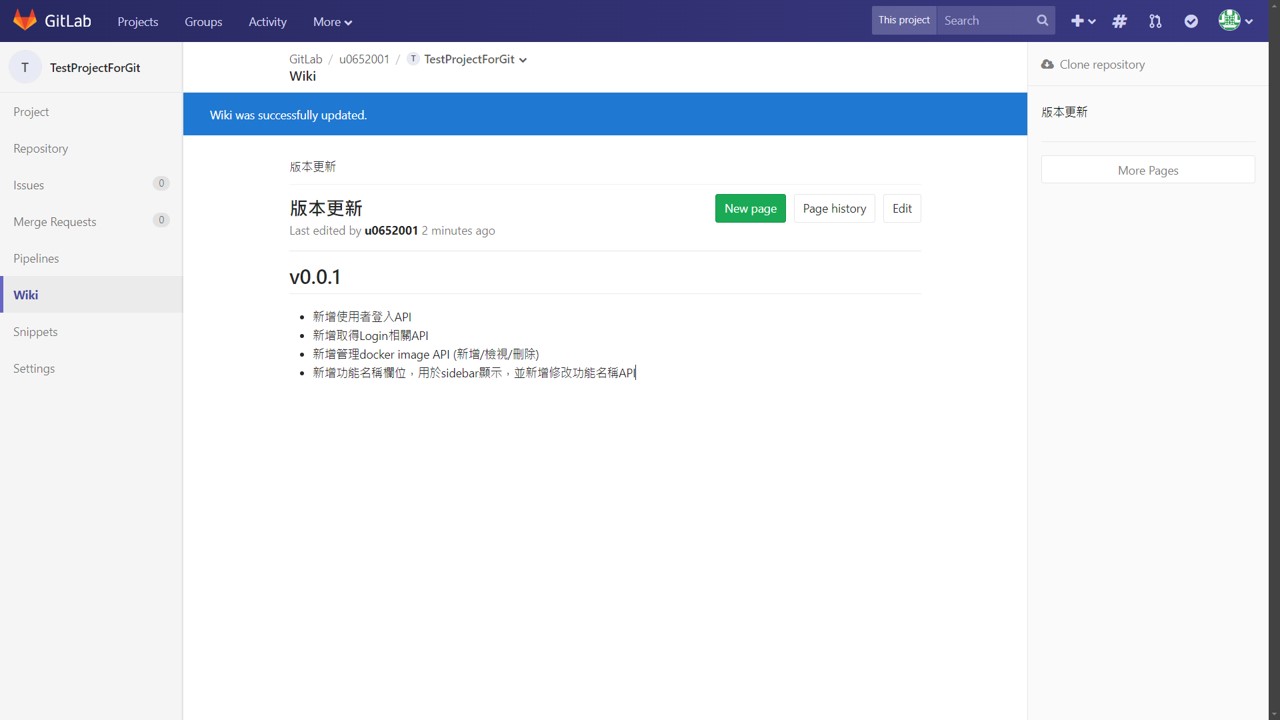 GitLab Projects Groups Activity More This project Search
T TestProjectForGit
Project
Repository
Issues 0
Merge Requests 0
Pipelines
Wiki
Snippets
Settings
GitLab / u0652001 / T TestProjectForGit
Wiki
Wiki was successfully updated.
版本更新
版本更新
New page Page history Edit
Last edited by u0652001 2 minutes ago
v0.0.1
• 新增使用者登入API
• 新增取得Login相關API
• 新增管理docker image API (新增/檢視/刪除)
• 新增功能名稱欄位，用於sidebar顯示，並新增修改功能名稱API
Clone repository
版本更新
More Pages